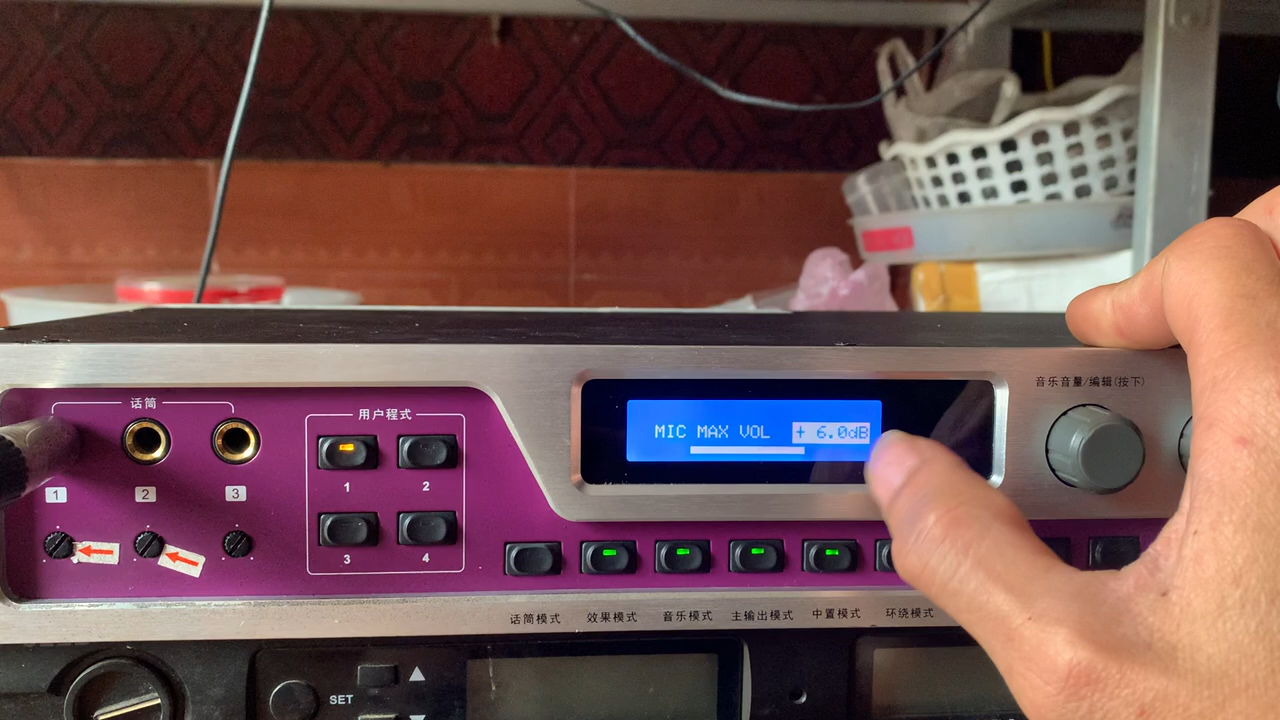 音乐音量/编辑(按下)
话筒
用户程式
MIC MAX VOL + 6.0dB
1
2
3
1
2
3
4
话筒模式
效果模式
音乐模式
主输出模式
中置模式
环绕模式
SET